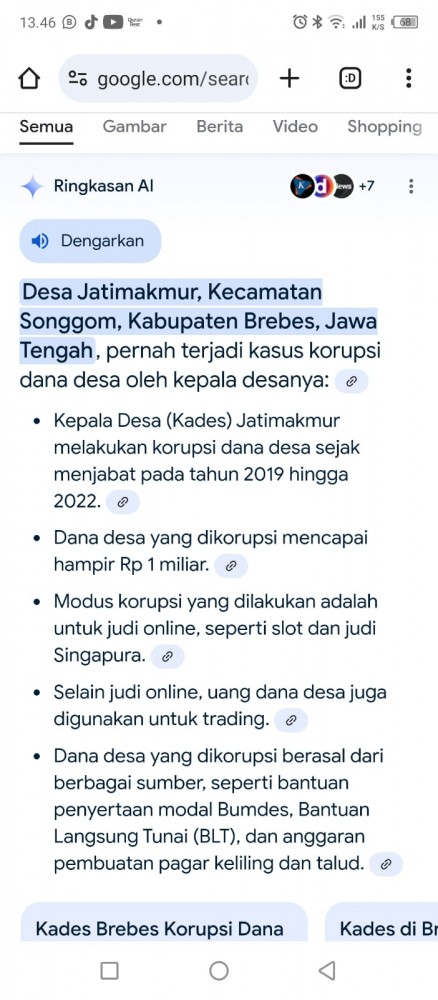 13.46
155
K/S
68
google.com/searc
:D
Semua Gambar Berita Video Shopping
Ringkasan AI
K d News +7
Dengarkan
Desa Jatimakmur, Kecamatan
Songgom, Kabupaten Brebes, Jawa
Tengah, pernah terjadi kasus korupsi
dana desa oleh kepala desanya:
• Kepala Desa (Kades) Jatimakmur
melakukan korupsi dana desa sejak
menjabat pada tahun 2019 hingga
2022.
• Dana desa yang dikorupsi mencapai
hampir Rp 1 miliar.
• Modus korupsi yang dilakukan adalah
untuk judi online, seperti slot dan judi
Singapura.
• Selain judi online, uang dana desa juga
digunakan untuk trading.
• Dana desa yang dikorupsi berasal dari
berbagai sumber, seperti bantuan
penyertaan modal Bumdes, Bantuan
Langsung Tunai (BLT), dan anggaran
pembuatan pagar keliling dan talud.
Kades Brebes Korupsi Dana
Kades di Br